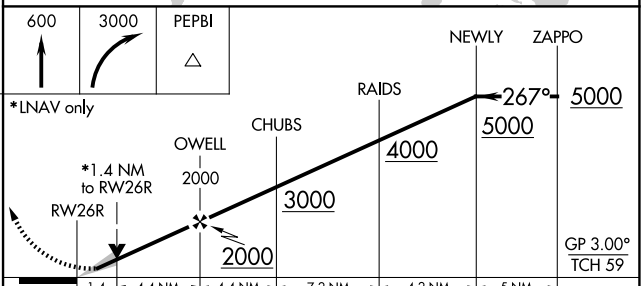 600
3000
PEPBI
NEWLY
ZAPPO
*LNAV only
RAIDS
267°
5000
CHUBS
5000
OWELL
4000
*1.4 NM
to RW26R
2000
RW26R
3000
2000
GP 3.00°
TCH 59